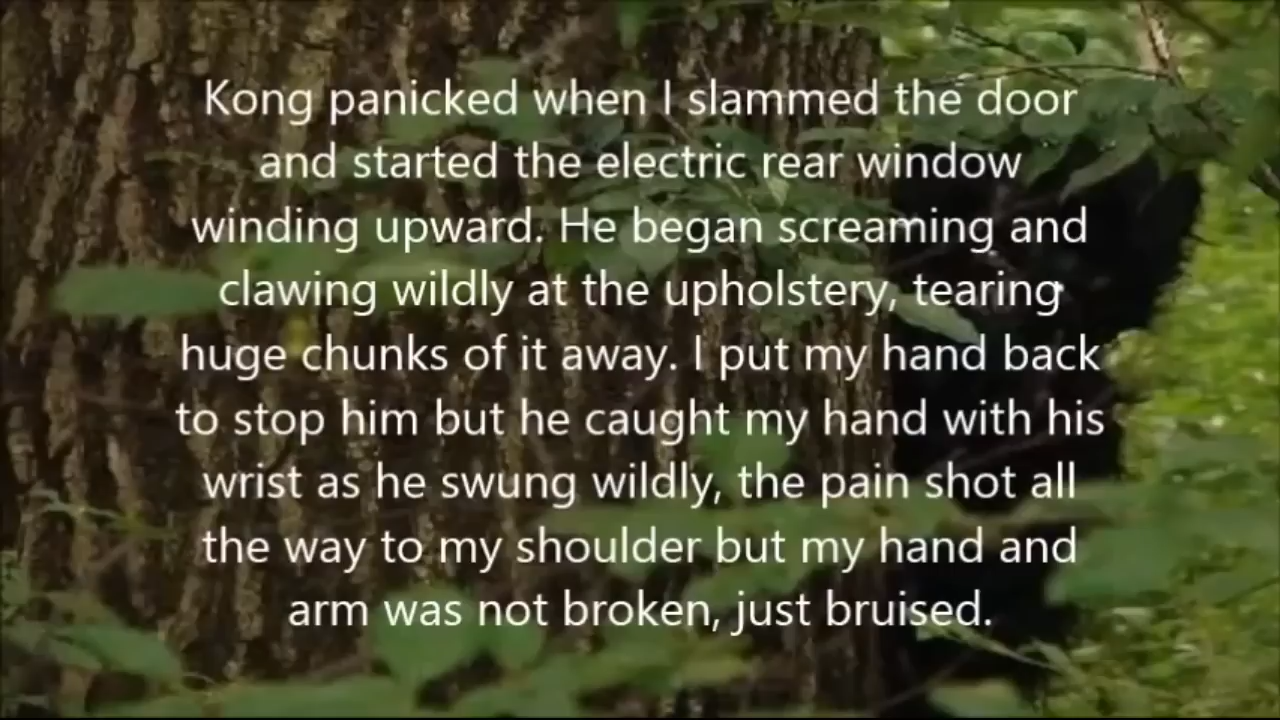 Kong panicked when I slammed the door
and started the electric rear window
winding upward. He began screaming and
clawing wildly at the upholstery, tearing
huge chunks of it away. I put my hand back
to stop him but he caught my hand with his
wrist as he swung wildly, the pain shot all
the way to my shoulder but my hand and
arm was not broken, just bruised.